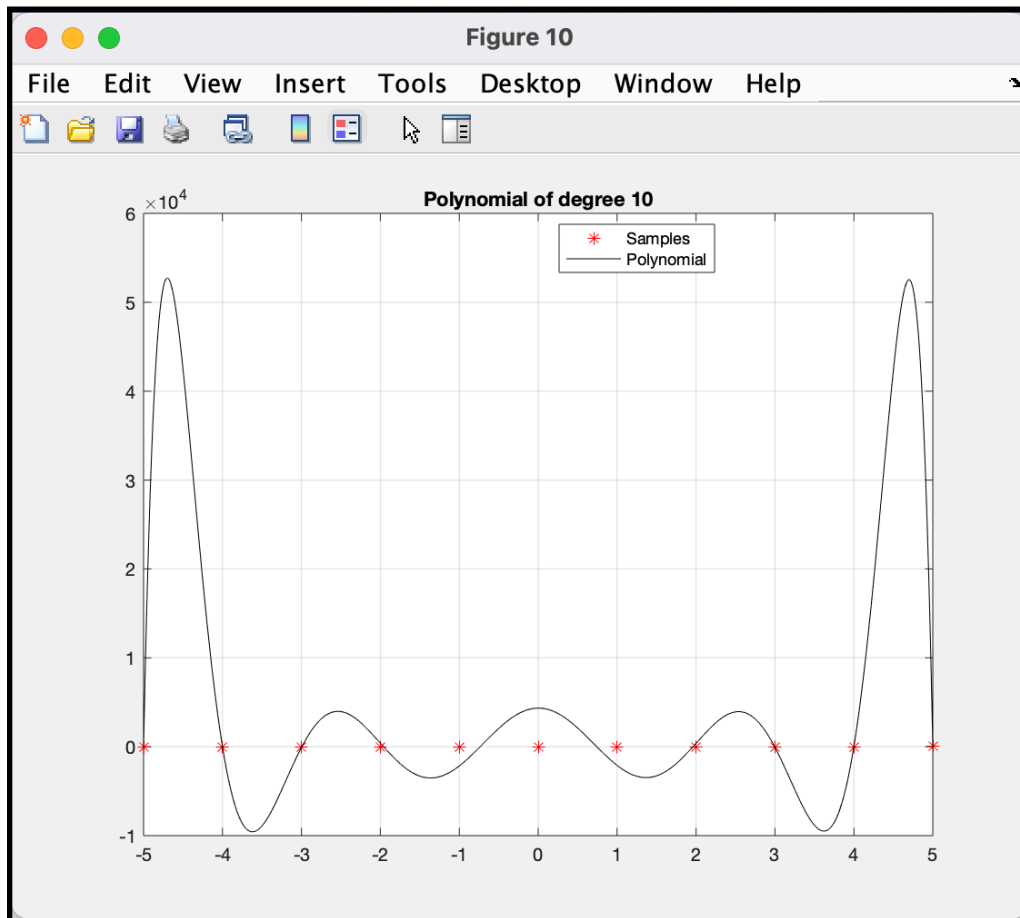 Figure 10
File Edit View Insert Tools Desktop Window Help
×10^4
Polynomial of degree 10
Samples
Polynomial
6
5
4
3
2
1
0
-1
-5 -4 -3 -2 -1 0 1 2 3 4 5